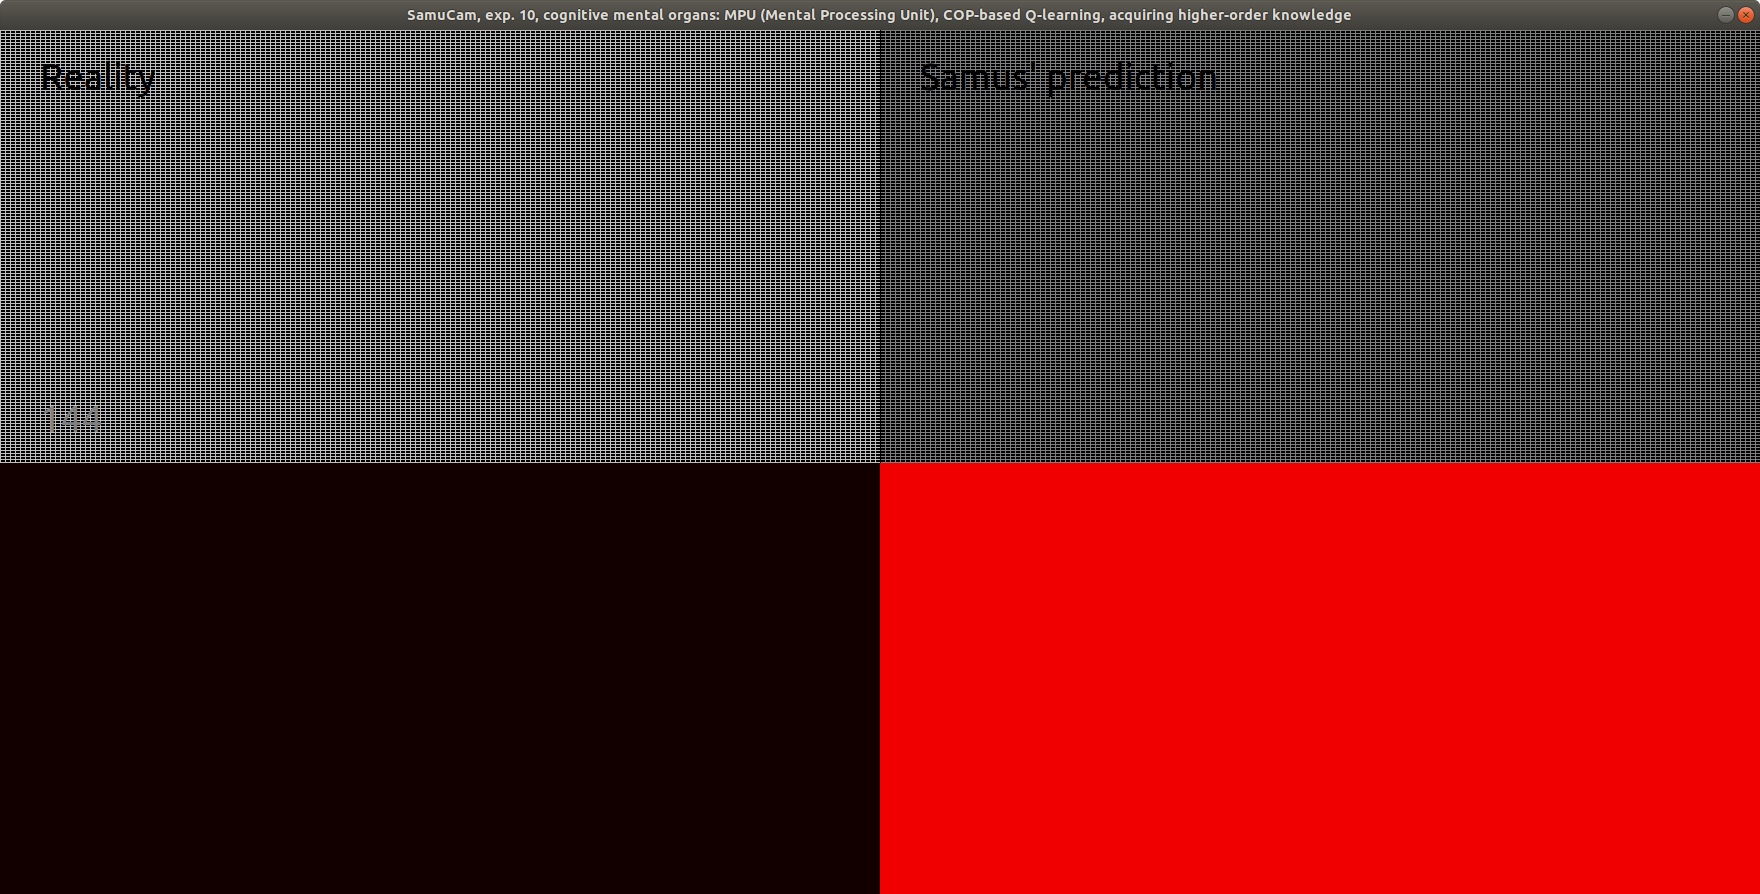 SamuCam, exp. 10, cognitive mental organs: MPU (Mental Processing Unit), COP-based Q-learning, acquiring higher-order knowledge
Reality
Samus' prediction
144